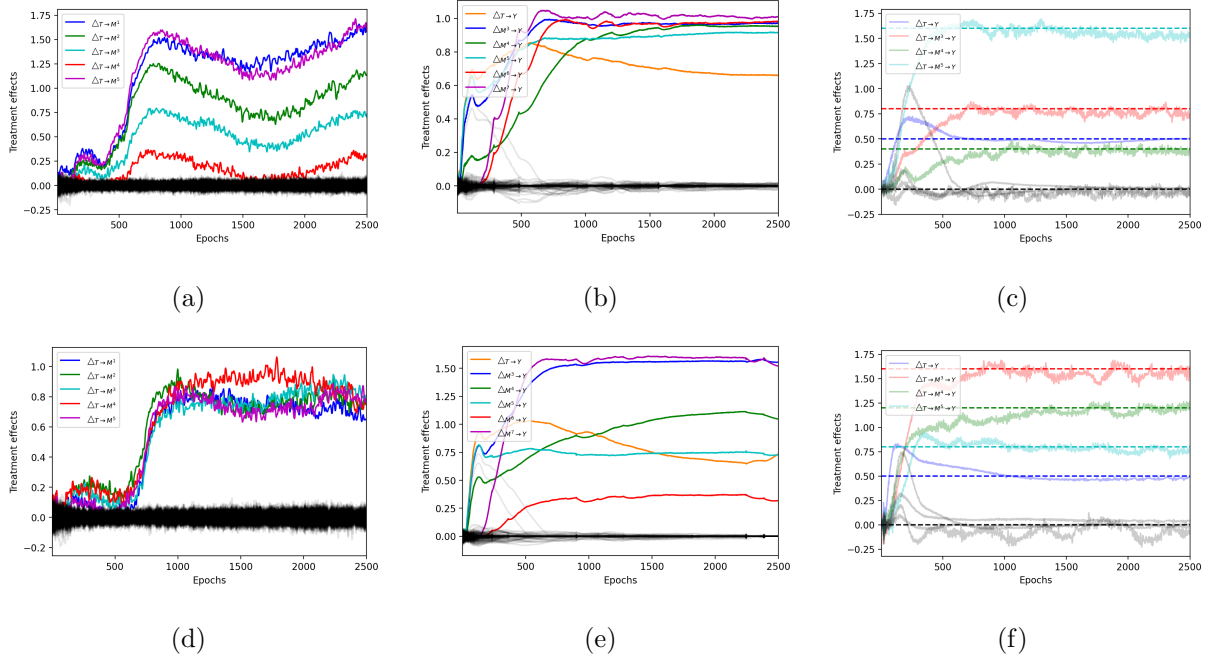 1.75
1.50
1.25
1.00
0.75
0.50
0.25
0.00
−0.25
Treatment effects
△T→M¹
△T→M²
△T→M³
△T→M⁴
△T→M⁵
500 1000 1500 2000 2500
Epochs
(a)
1.0
0.8
0.6
0.4
0.2
0.0
−0.2
Treatment effects
△T→Y
△M³→Y
△M⁴→Y
△M⁵→Y
△M⁶→Y
△M⁷→Y
500 1000 1500 2000 2500
Epochs
(b)
1.75
1.50
1.25
1.00
0.75
0.50
0.25
0.00
−0.25
Treatment effects
△T→Y
△T→M³→Y
△T→M⁴→Y
△T→M⁵→Y
500 1000 1500 2000 2500
Epochs
(c)
1.0
0.8
0.6
0.4
0.2
0.0
−0.2
Treatment effects
△T→M¹
△T→M²
△T→M³
△T→M⁴
△T→M⁵
500 1000 1500 2000 2500
Epochs
(d)
1.50
1.25
1.00
0.75
0.50
0.25
0.00
Treatment effects
△T→Y
△M³→Y
△M⁴→Y
△M⁵→Y
△M⁶→Y
△M⁷→Y
500 1000 1500 2000 2500
Epochs
(e)
1.75
1.50
1.25
1.00
0.75
0.50
0.25
0.00
−0.25
Treatment effects
△T→Y
△T→M³→Y
△T→M⁴→Y
△T→M⁵→Y
500 1000 1500 2000 2500
Epochs
(f)